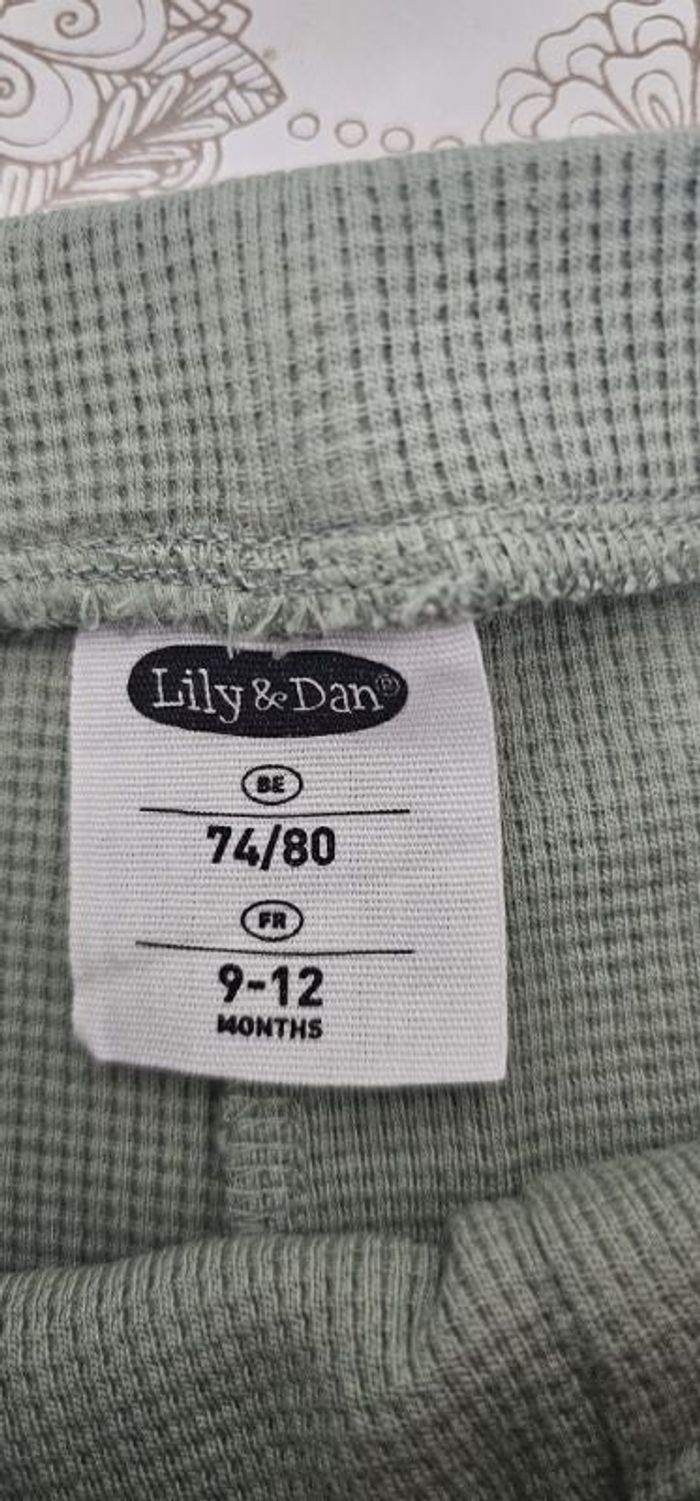 Lily & Dan®
BE
74/80
FR
9-12
MONTHS